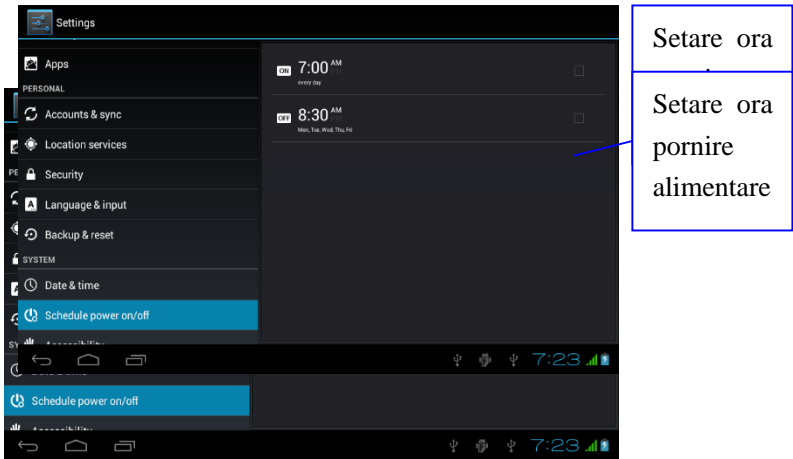 Settings
Apps
PERSONAL
Accounts & sync
Location services
Security
Language & input
Backup & reset
SYSTEM
Date & time
Schedule power on/off
Accessibility
ON 7:00 AM
every day
OFF 8:30 AM
Mon, Tue, Wed, Thu, Fri
7:23
Setare ora
Setare ora
pornire
alimentare
Schedule power on/off
Accessibility
7:23